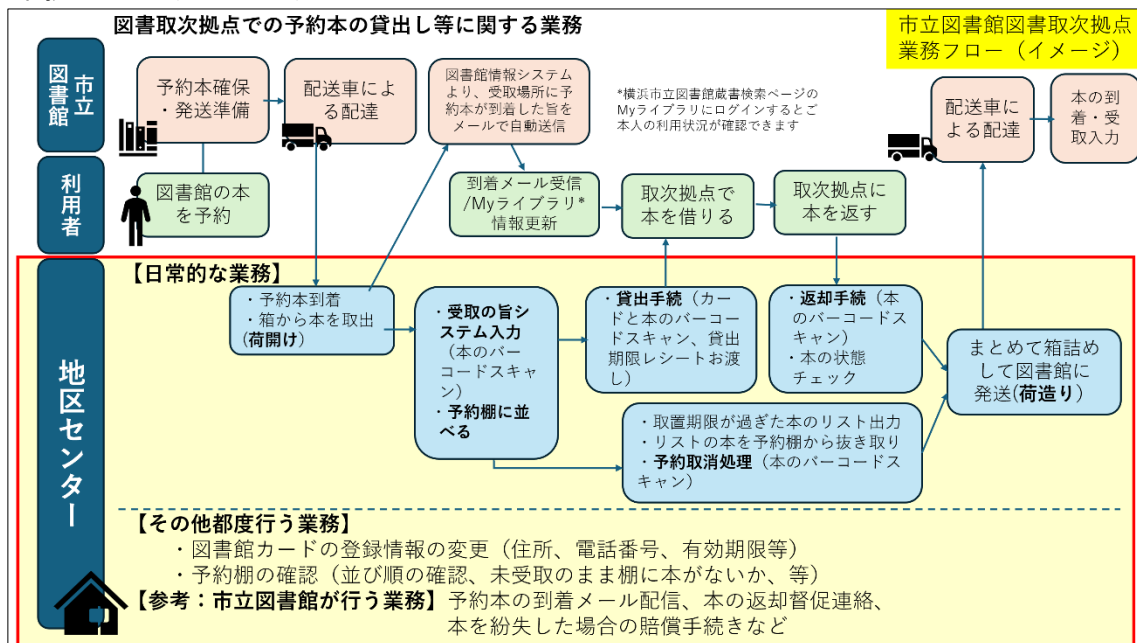 図書取次拠点での予約本の貸出し等に関する業務
市立図書館図書取次拠点
業務フロー（イメージ）
市立
図書館
予約本確保
・発送準備
配送車によ
る配達
図書館情報システム
より、受取場所に予
約本が到着した旨を
メールで自動送信
*横浜市立図書館蔵書検索ページの
Myライブラリにログインするとご
本人の利用状況が確認できます
配送車に
よる配達
本の到
着・受
取入力
利用者
図書館の本
を予約
到着メール受信
/Myライブラリ*
情報更新
取次拠点で
本を借りる
取次拠点に
本を返す
地区センター
【日常的な業務】
・予約本到着
・箱から本を取出
(荷開け)
・受取の旨シ
ステム入力
（本のバー
コードスキャ
ン）
・予約棚に並
べる
・貸出手続（カー
ドと本のバーコー
ドスキャン、貸出
期限レシートお渡
し）
・返却手続（本
のバーコードス
キャン）
・本の状態
チェック
まとめて箱詰め
して図書館に
発送(荷造り)
・取置期限が過ぎた本のリスト出力
・リストの本を予約棚から抜き取り
・予約取消処理（本のバーコードスキ
ャン）
【その他都度行う業務】
・図書館カードの登録情報の変更（住所、電話番号、有効期限等）
・予約棚の確認（並び順の確認、未受取のまま棚に本がないか、等）
【参考：市立図書館が行う業務】予約本の到着メール配信、本の返却督促連絡、
本を紛失した場合の賠償手続きなど